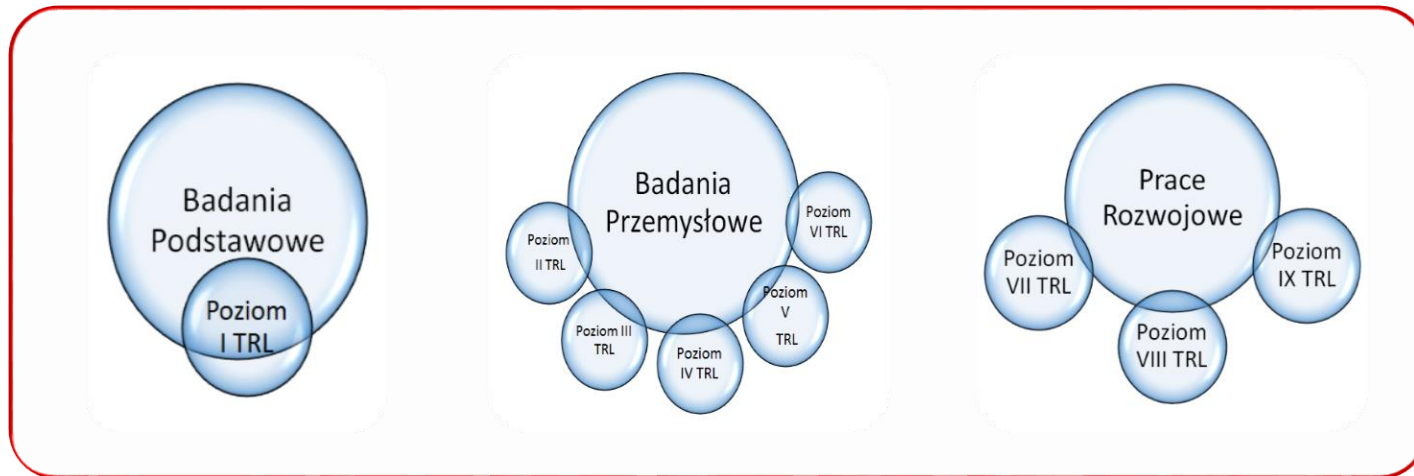 Badania
Podstawowe
Poziom
I TRL
Badania
Przemysłowe
Poziom
II TRL
Poziom III
TRL
Poziom
IV TRL
Poziom
V
TRL
Poziom
VI TRL
Prace
Rozwojowe
Poziom
VII TRL
Poziom
VIII TRL
Poziom
IX TRL